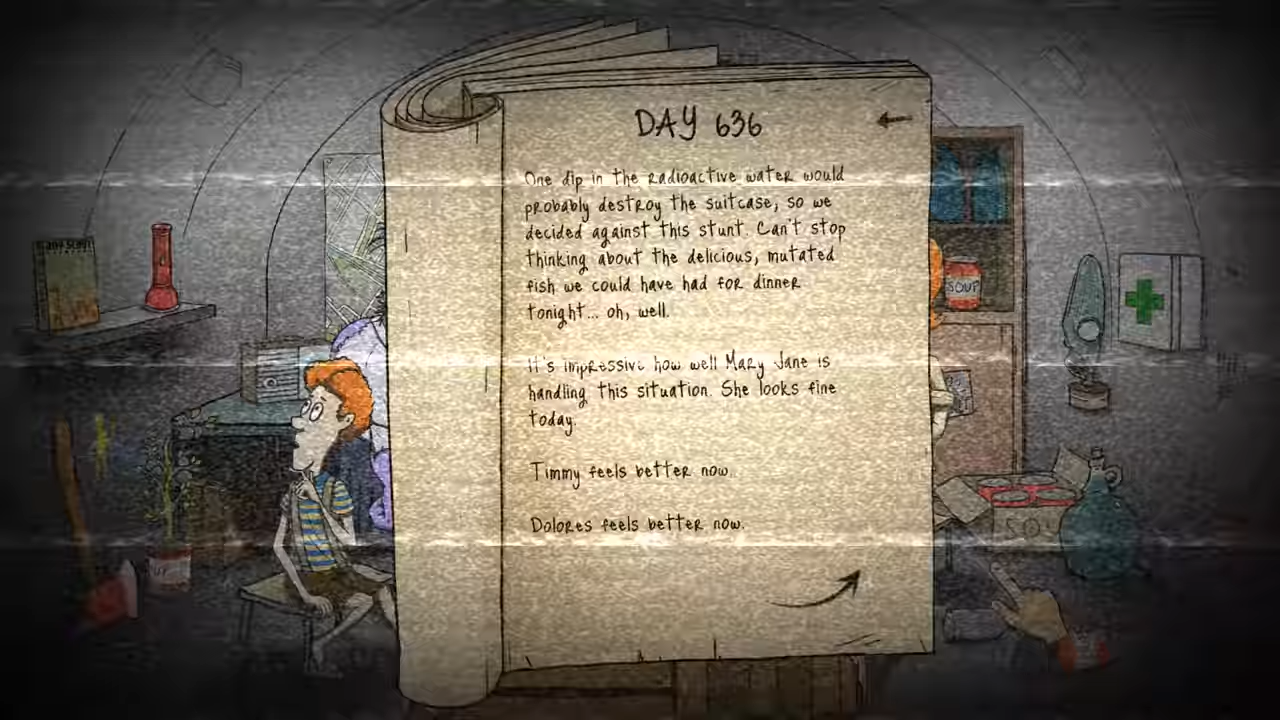 DAY 636
One dip in the radioactive water would
probably destroy the suitcase, so we
decided against this stunt. Can't stop
thinking about the delicious, mutated
fish we could have had for dinner
tonight... oh, well.
It's impressive how well Mary Jane is
handling this situation. She looks fine
today.
Timmy feels better now.
Dolores feels better now.
SOUP
SOUP